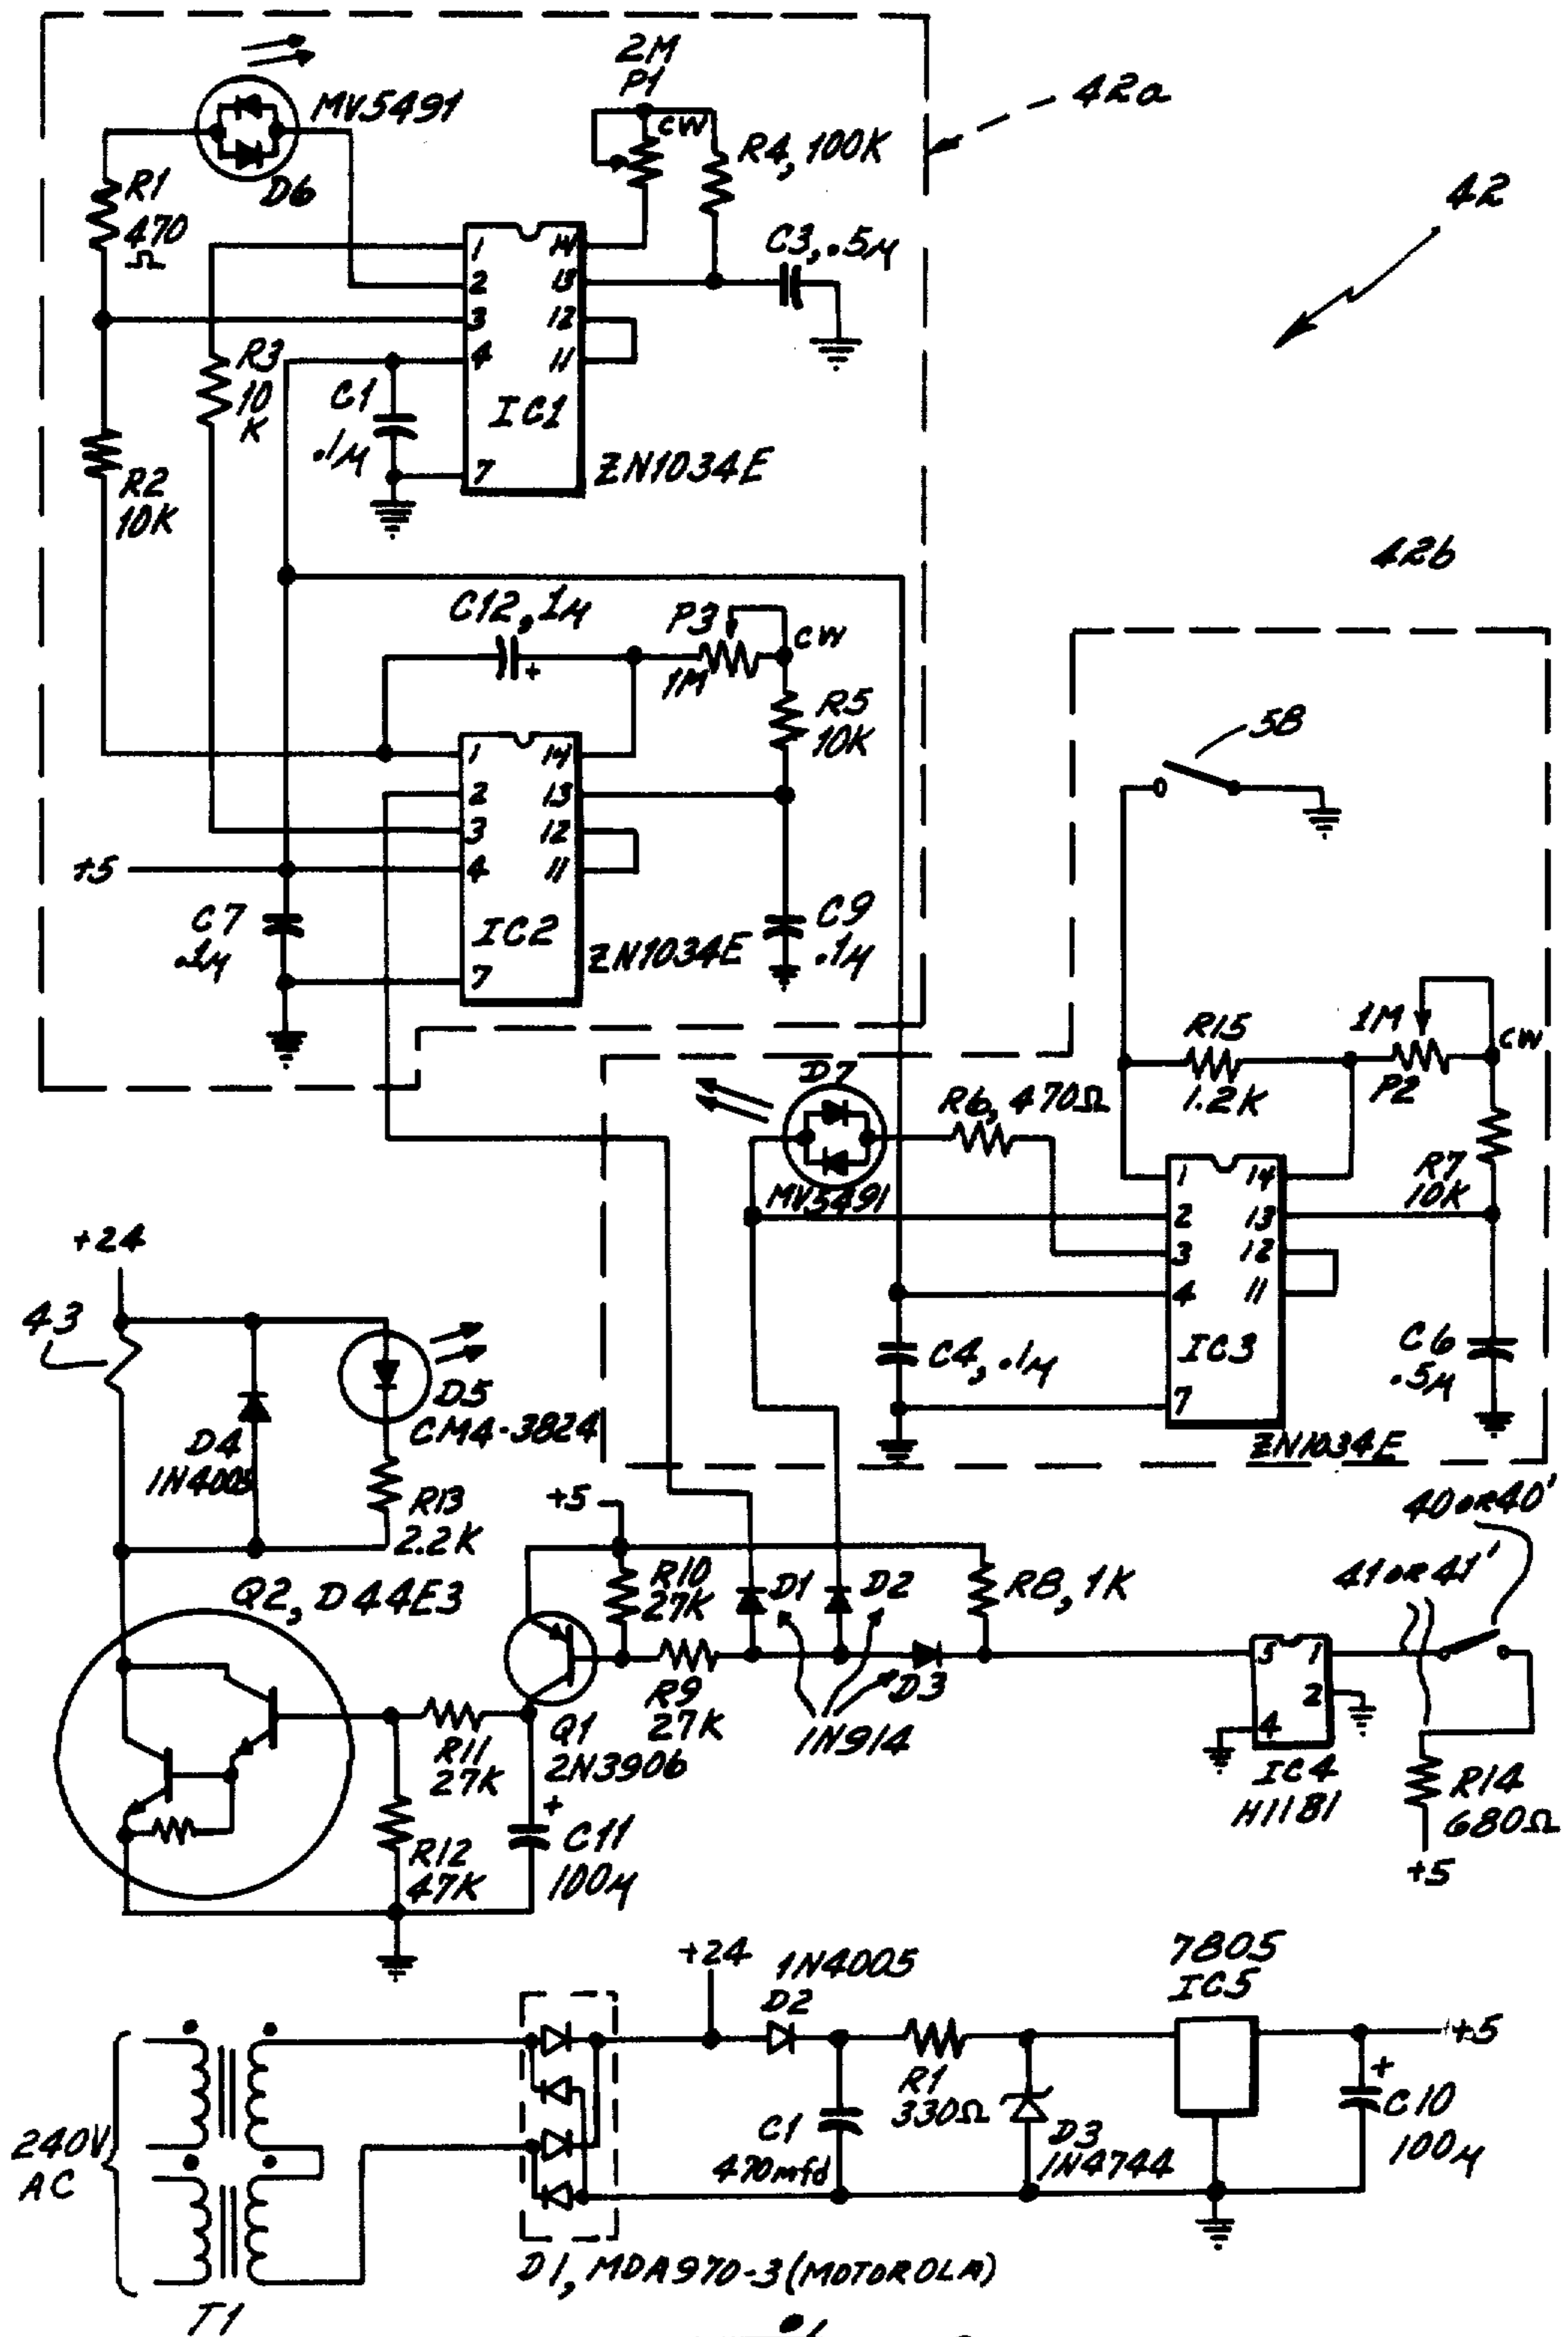 2M
P1
CW
MV5491
D6
42a
R4, 100K
R1
470
Ω
42
C3, .5µ
1
2
3
4
7
14
13
12
11
IC1
ZN1034E
R3
10
K
C1
.1µ
R2
10K
42b
C12, 1µ
P3
CW
1M
R5
10K
58
1
2
3
4
7
14
13
12
11
IC2
ZN1034E
+5
C7
.1µ
C9
.1µ
D7
MV5491
R6, 470Ω
R15
1.2K
1M
P2
CW
R7
10K
1
2
3
4
7
14
13
12
11
IC3
ZN1034E
C4, .1µ
C6
.5µ
+24
43
D4
1N4005
D5
CM4-3824
R13
2.2K
+5
40 OR 40'
41 OR 41'
Q2, D44E3
R10
27K
D1
D2
R8, 1K
D3
R9
27K
1N914
Q1
2N3906
R11
27K
R12
47K
+
C11
100µ
5
1
2
4
IC4
H11B1
R14
680Ω
+5
+24
1N4005
D2
7805
IC5
+5
240V
AC
R1
330Ω
C1
470mfd
D3
1N4744
+
C10
100µ
D1, MDA970-3 (MOTOROLA)
T1